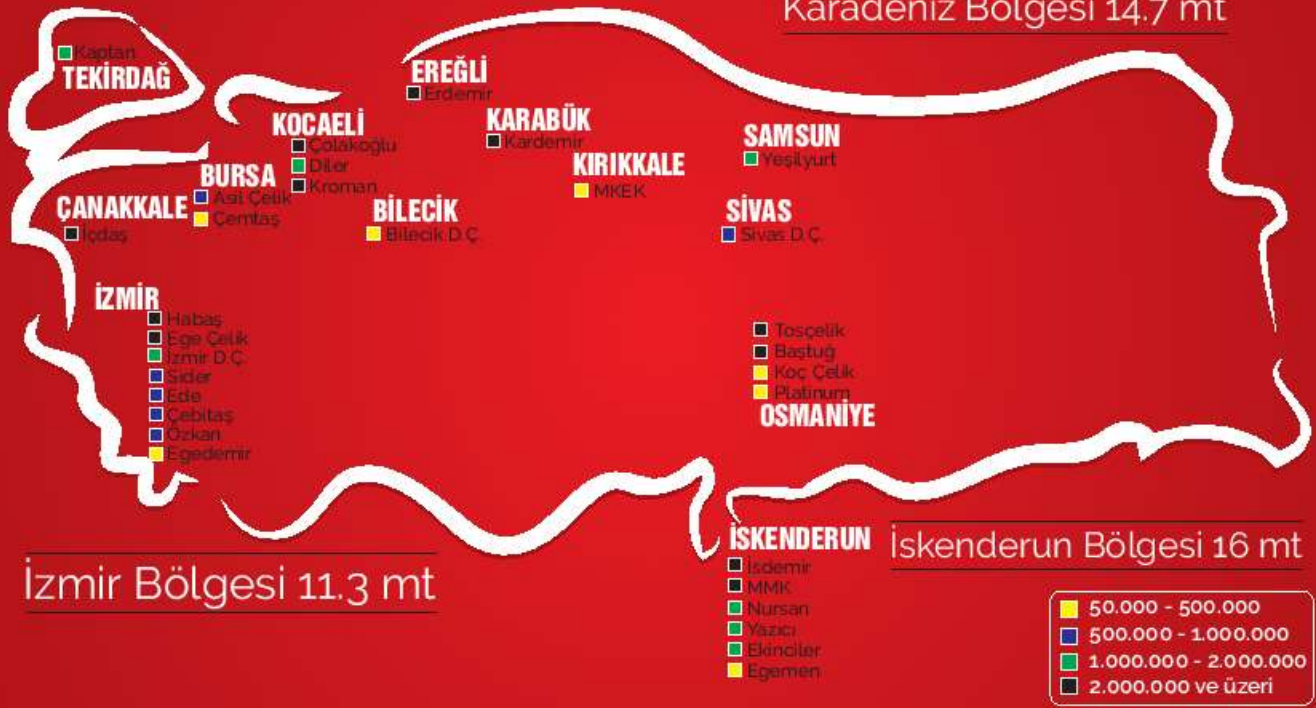 Karadeniz Bölgesi 14.7 mt
Kaptan
TEKİRDAĞ
EREĞLİ
Erdemir
KOCAELİ
Çolakoğlu
Diler
Kroman
KARABÜK
Kardemir
SAMSUN
Yeşilyurt
KIRIKKALE
MKEK
BURSA
Asil Çelik
Çemtaş
ÇANAKKALE
İçdaş
BİLECİK
Bilecik D.Ç.
SİVAS
Sivas D.Ç.
İZMİR
Habaş
Ege Çelik
İzmir D.Ç.
Sider
Ede
Çebitaş
Özkan
Egedemir
Tosçelik
Baştuğ
Koç Çelik
Platinum
OSMANİYE
İSKENDERUN
İsdemir
MMK
Nursan
Yazıcı
Ekinciler
Egemen
İskenderun Bölgesi 16 mt
İzmir Bölgesi 11.3 mt
50.000 - 500.000
500.000 - 1.000.000
1.000.000 - 2.000.000
2.000.000 ve üzeri